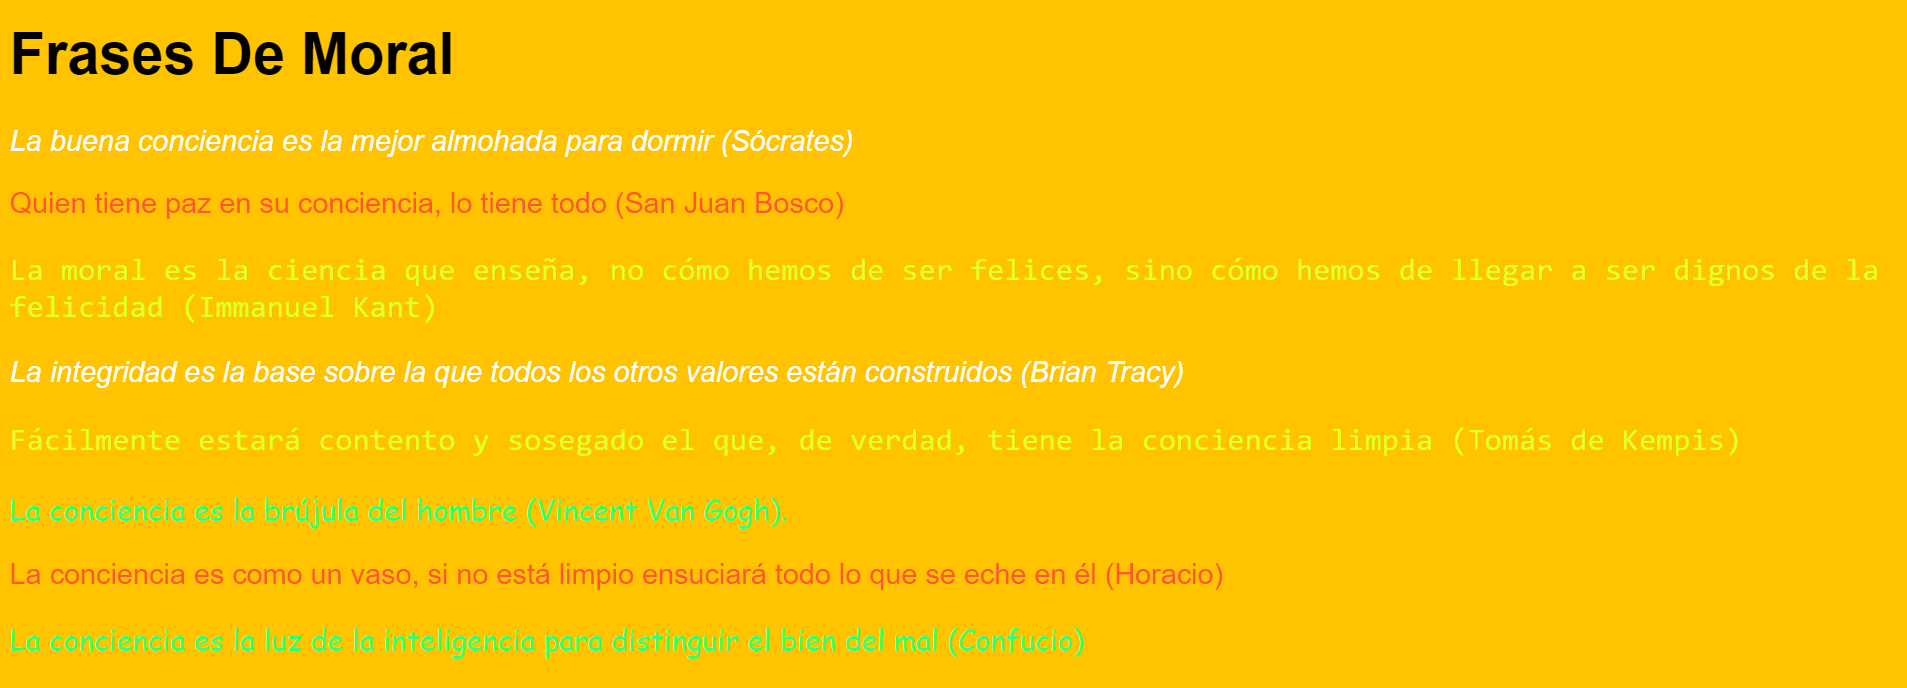 Frases De Moral
La buena conciencia es la mejor almohada para dormir (Sócrates)
Quien tiene paz en su conciencia, lo tiene todo (San Juan Bosco)
La moral es la ciencia que enseña, no cómo hemos de ser felices, sino cómo hemos de llegar a ser dignos de la
felicidad (Immanuel Kant)
La integridad es la base sobre la que todos los otros valores están construidos (Brian Tracy)
Fácilmente estará contento y sosegado el que, de verdad, tiene la conciencia limpia (Tomás de Kempis)
La conciencia es la brújula del hombre (Vincent Van Gogh).
La conciencia es como un vaso, si no está limpio ensuciará todo lo que se eche en él (Horacio)
La conciencia es la luz de la inteligencia para distinguir el bien del mal (Confucio)